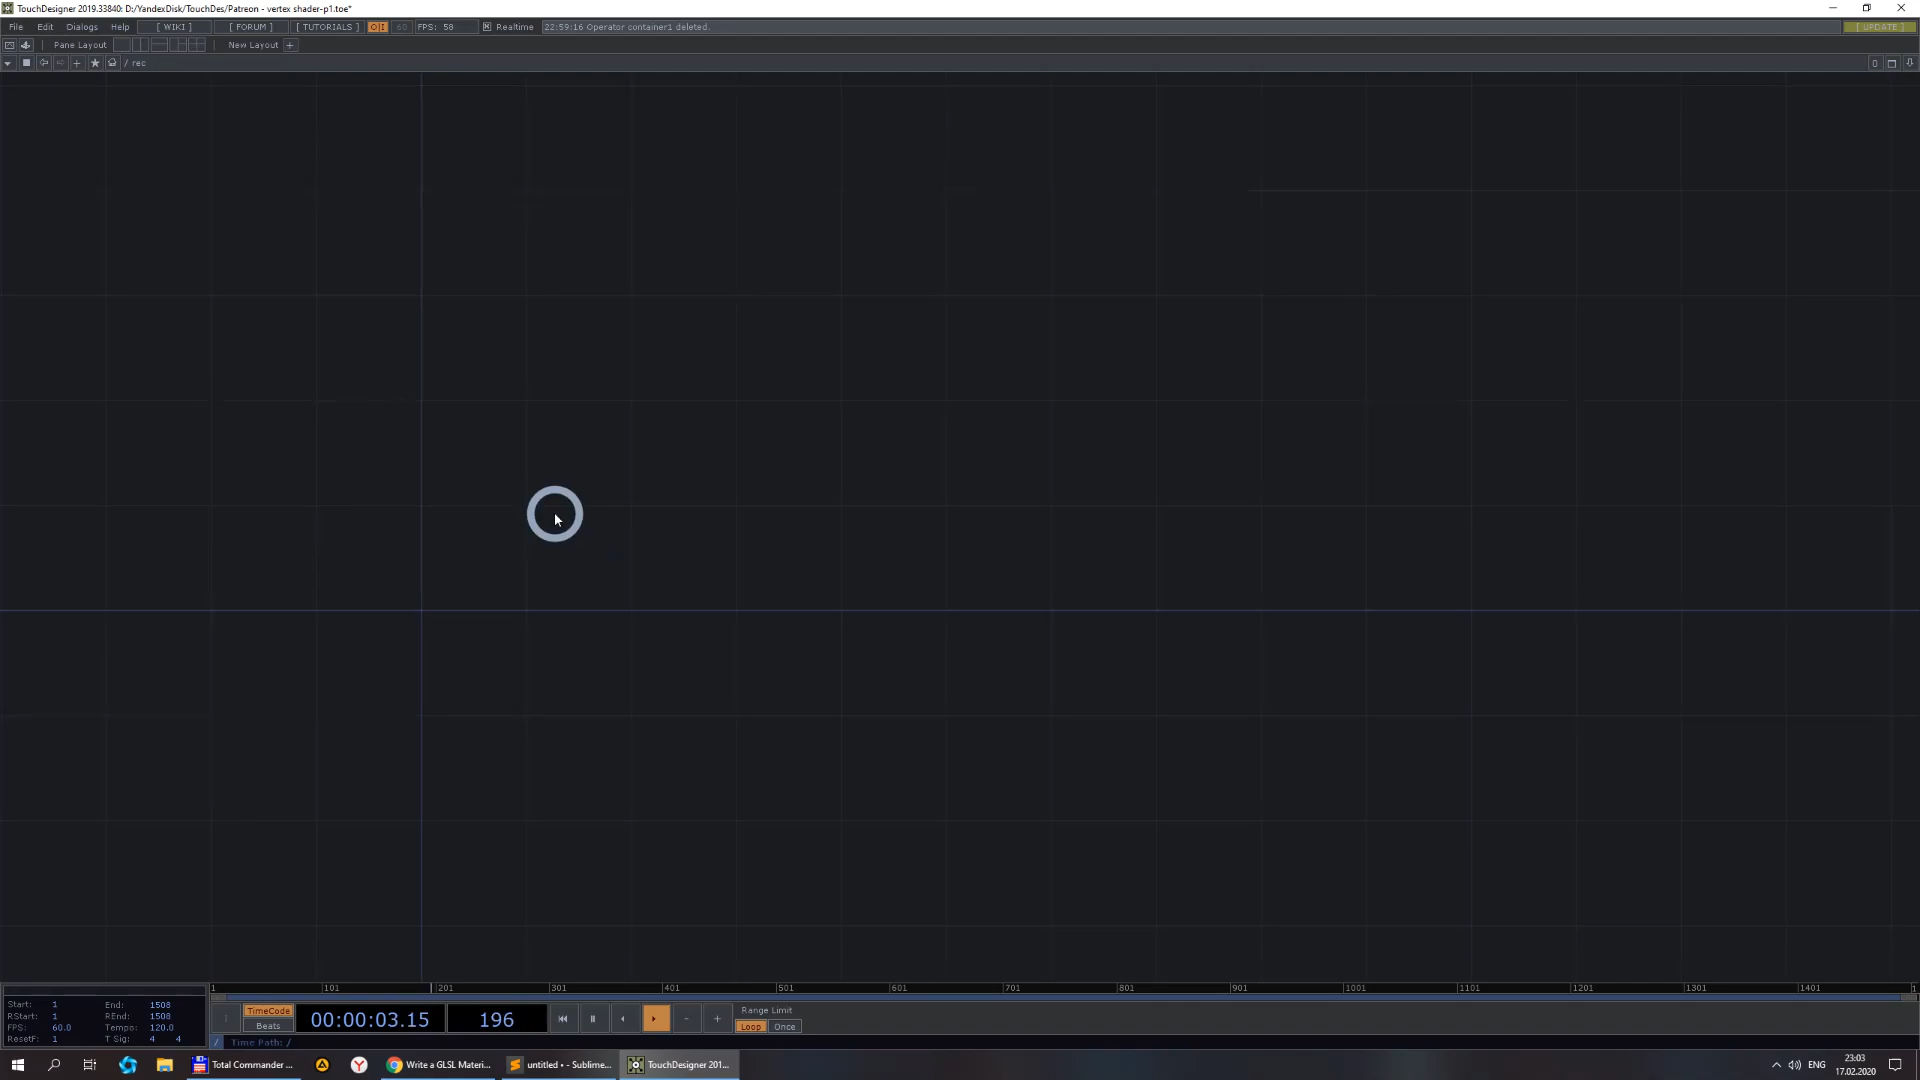 TouchDesigner 2019.33840: D:/YandexDisk/TouchDes/Patreon - vertex shader-p1.toe*
File Edit Dialogs Help [ WIKI ] [ FORUM ] [ TUTORIALS ] O|I 60 FPS: 58 Realtime 22:59:16 Operator container1 deleted. [ UPDATE ]
Pane Layout New Layout +
/ rec
1 101 201 301 401 501 601 701 801 901 1001 1101 1201 1301 1401
Start: 1 End: 1508
RStart: 1 REnd: 1508
FPS: 60.0 Tempo: 120.0
ResetF: 1 T Sig: 4 4
TimeCode
Beats
00:00:03.15 196
Range Limit
Loop Once
/ Time Path: /
Total Commander ... Write a GLSL Materi... untitled • - Sublime... TouchDesigner 201... ENG
23:03
17.02.2020